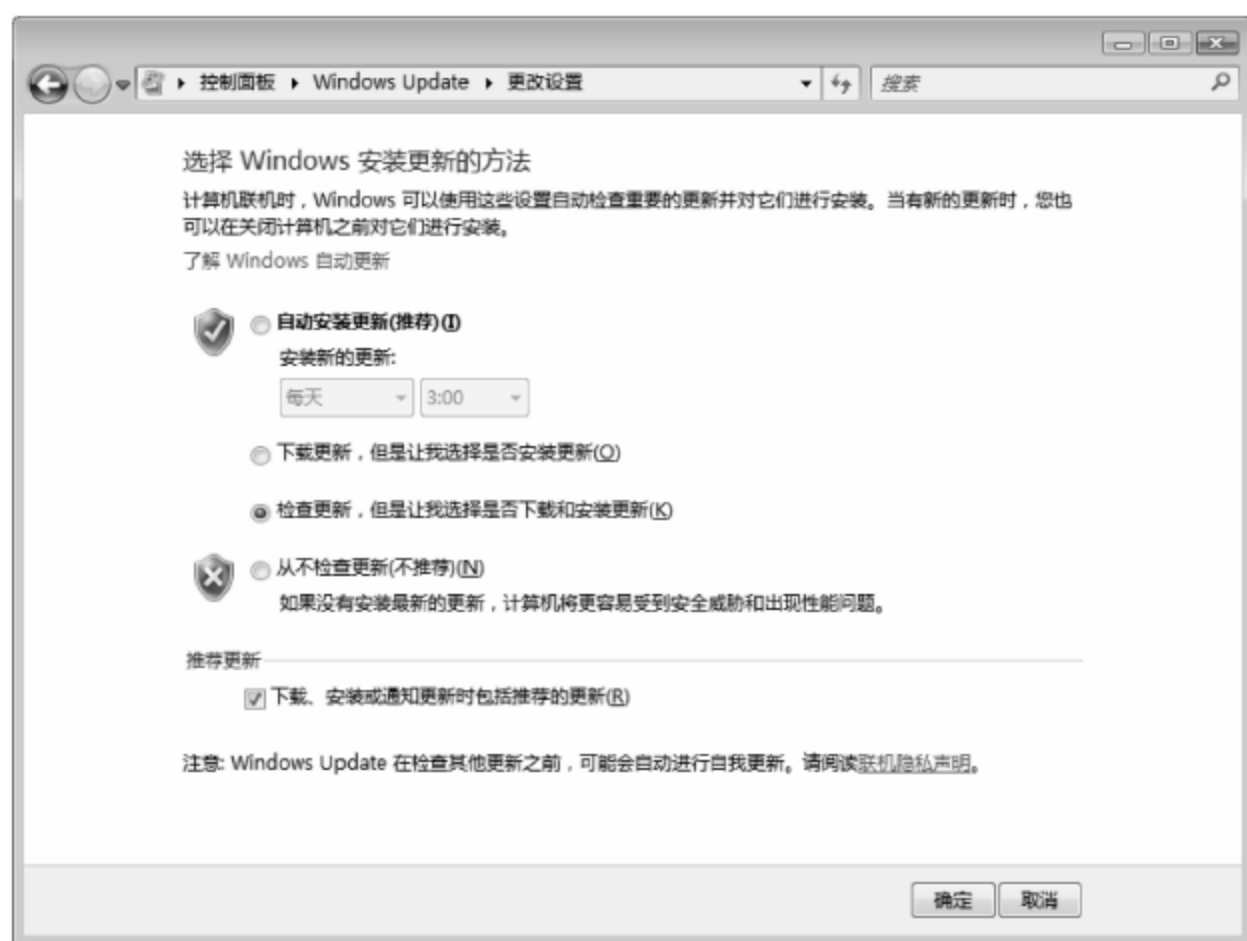 控制面板 ▸ Windows Update ▸ 更改设置
搜索
选择 Windows 安装更新的方法
计算机联机时，Windows 可以使用这些设置自动检查重要的更新并对它们进行安装。当有新的更新时，您也
可以在关闭计算机之前对它们进行安装。
了解 Windows 自动更新
自动安装更新(推荐)(I)
安装新的更新:
每天 3:00
下载更新，但是让我选择是否安装更新(O)
检查更新，但是让我选择是否下载和安装更新(K)
从不检查更新(不推荐)(N)
如果没有安装最新的更新，计算机将更容易受到安全威胁和出现性能问题。
推荐更新
下载、安装或通知更新时包括推荐的更新(R)
注意: Windows Update 在检查其他更新之前，可能会自动进行自我更新。请阅读联机隐私声明。
确定 取消